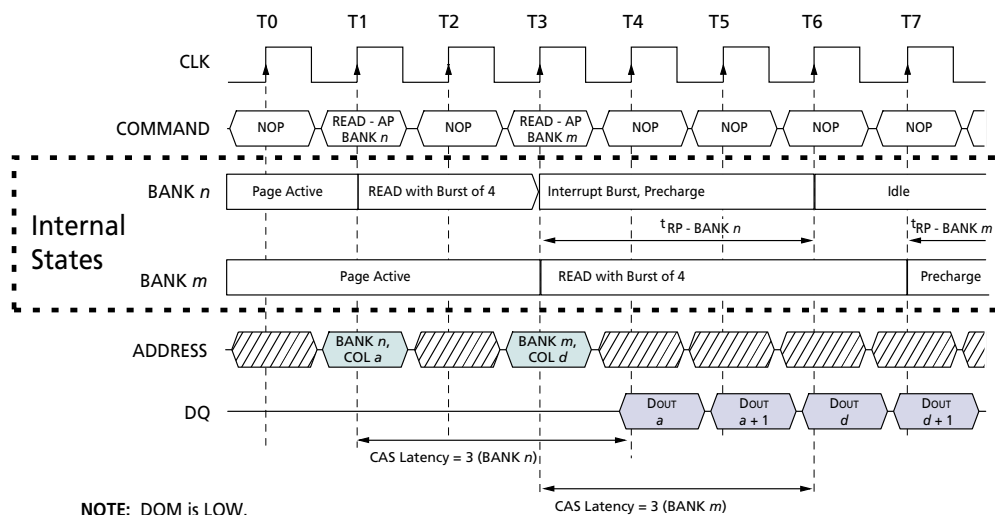 T0 T1 T2 T3 T4 T5 T6 T7
CLK
COMMAND NOP READ - AP BANK n NOP READ - AP BANK m NOP NOP NOP NOP
Internal States
BANK n Page Active READ with Burst of 4 Interrupt Burst, Precharge Idle
tRP - BANK n tRP - BANK m
BANK m Page Active READ with Burst of 4 Precharge
ADDRESS BANK n, COL a BANK m, COL d
DQ DOUT a DOUT a + 1 DOUT d DOUT d + 1
CAS Latency = 3 (BANK n)
CAS Latency = 3 (BANK m)
NOTE: DQM is LOW.